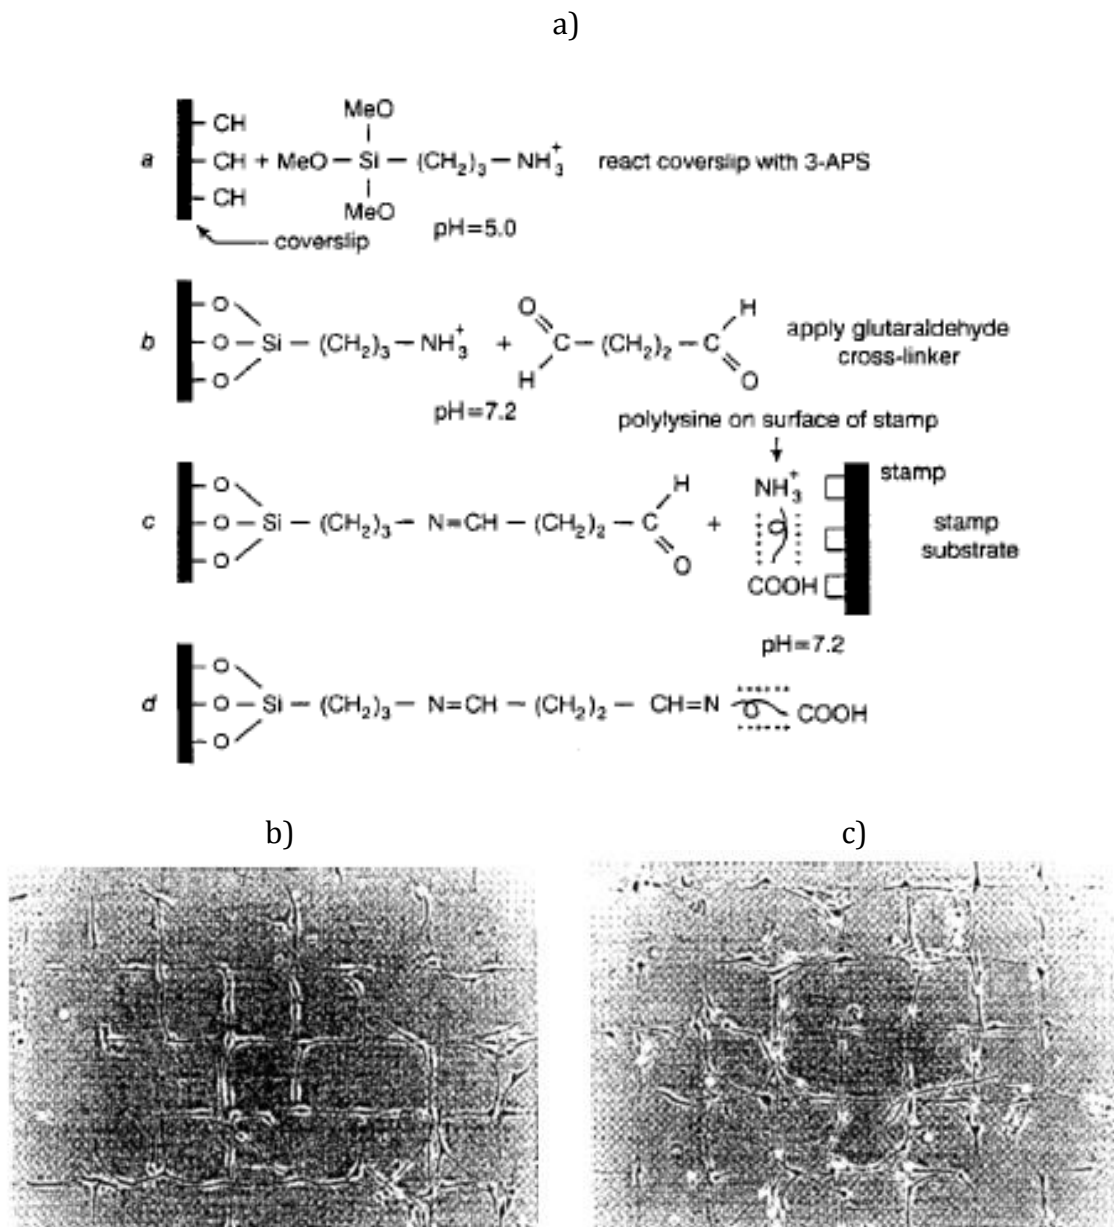 a)
a
CH
CH + MeO — Si — (CH₂)₃ — NH₃⁺
CH
MeO
MeO
react coverslip with 3-APS
pH=5.0
coverslip
b
O
O — Si — (CH₂)₃ — NH₃⁺ + C — (CH₂)₂ — C
O
O
H
H
O
apply glutaraldehyde
cross-linker
pH=7.2
polylysine on surface of stamp
c
O
O — Si — (CH₂)₃ — N=CH — (CH₂)₂ — C + NH₃⁺
O
H
O
COOH
stamp
stamp
substrate
pH=7.2
d
O
O — Si — (CH₂)₃ — N=CH — (CH₂)₂ — CH=N COOH
O
b)
c)